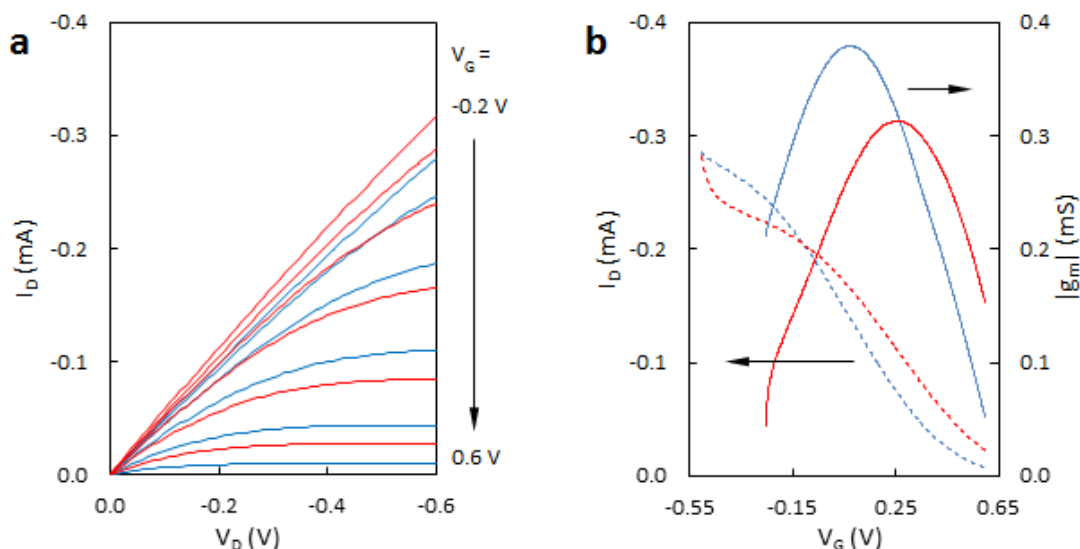 a
-0.4
-0.3
-0.2
-0.1
0.0
I_D (mA)
0.0 -0.2 -0.4 -0.6
V_D (V)
V_G =
-0.2 V
0.6 V
b
-0.4
-0.3
-0.2
-0.1
0.0
I_D (mA)
-0.55 -0.15 0.25 0.65
V_G (V)
0.4
0.3
0.2
0.1
0.0
|g_m| (mS)